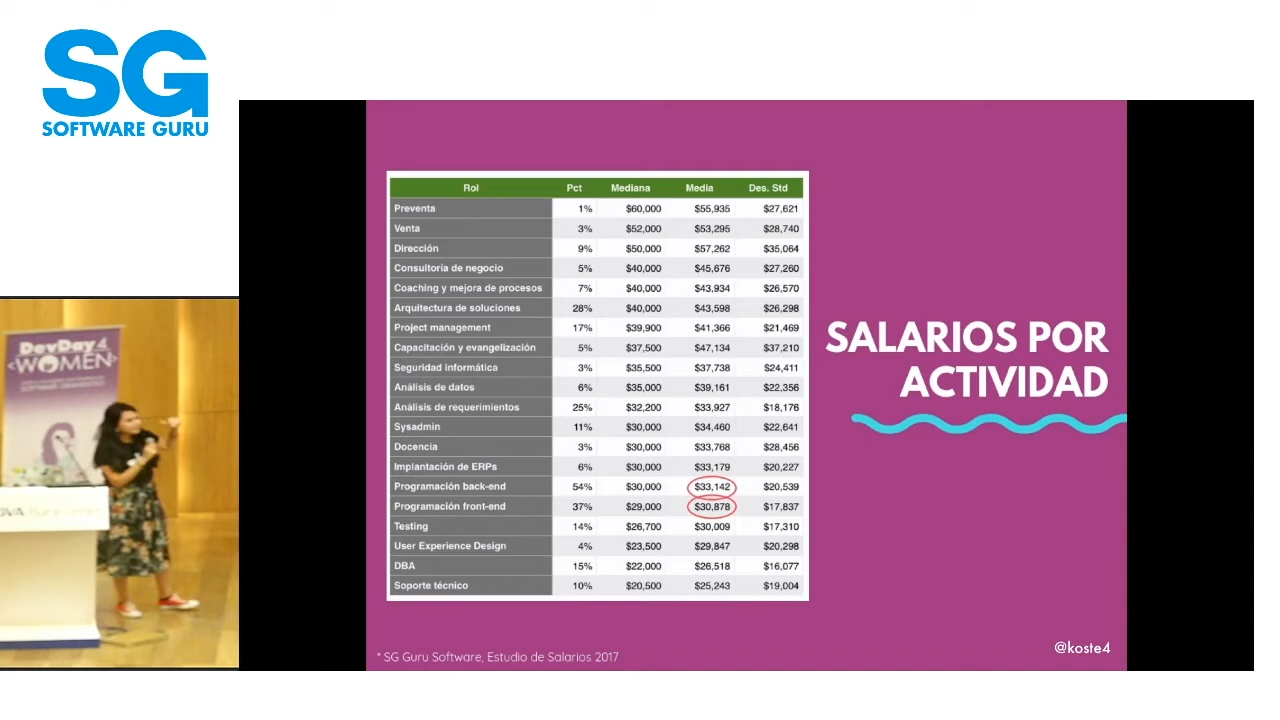 SG
SOFTWARE GURU
DevDay4
<WOMEN>
Rol Pct Mediana Media Des. Std
Preventa 1% $60,000 $55,935 $27,621
Venta 3% $52,000 $53,295 $28,740
Dirección 9% $50,000 $57,262 $35,064
Consultoría de negocio 5% $40,000 $45,676 $27,260
Coaching y mejora de procesos 7% $40,000 $43,934 $26,570
Arquitectura de soluciones 28% $40,000 $43,598 $26,298
Project management 17% $39,900 $41,366 $21,469
Capacitación y evangelización 5% $37,500 $47,134 $37,210
Seguridad informática 3% $35,500 $37,738 $24,411
Análisis de datos 6% $35,000 $39,161 $22,356
Análisis de requerimientos 25% $32,200 $33,927 $18,176
Sysadmin 11% $30,000 $34,460 $22,641
Docencia 3% $30,000 $33,768 $28,456
Implantación de ERPs 6% $30,000 $33,179 $20,227
Programación back-end 54% $30,000 $33,142 $20,539
Programación front-end 37% $29,000 $30,878 $17,837
Testing 14% $26,700 $30,009 $17,310
User Experience Design 4% $23,500 $29,847 $20,298
DBA 15% $22,000 $26,518 $16,077
Soporte técnico 10% $20,500 $25,243 $19,004
SALARIOS POR
ACTIVIDAD
* SG Guru Software, Estudio de Salarios 2017
@koste4